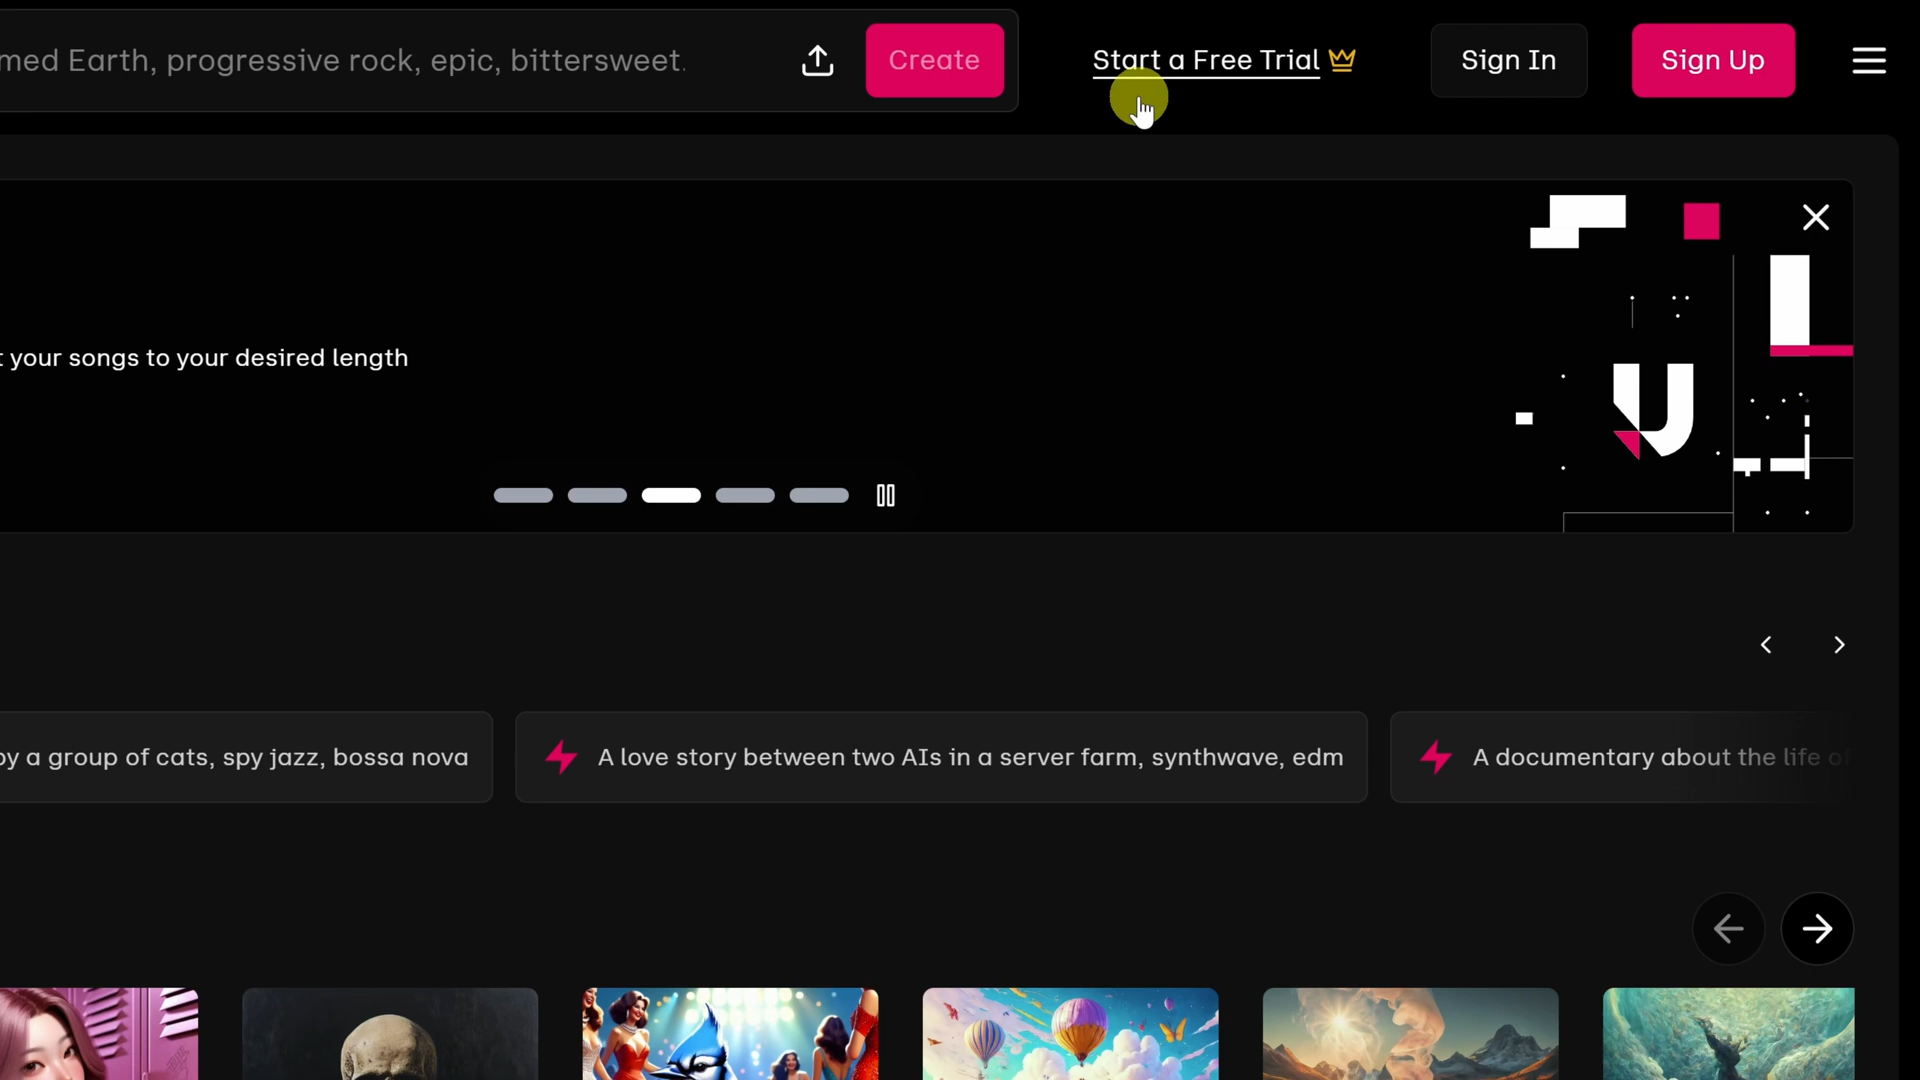 med Earth, progressive rock, epic, bittersweet.
Create
Start a Free Trial
Sign In
Sign Up
your songs to your desired length
by a group of cats, spy jazz, bossa nova
A love story between two AIs in a server farm, synthwave, edm
A documentary about the life of